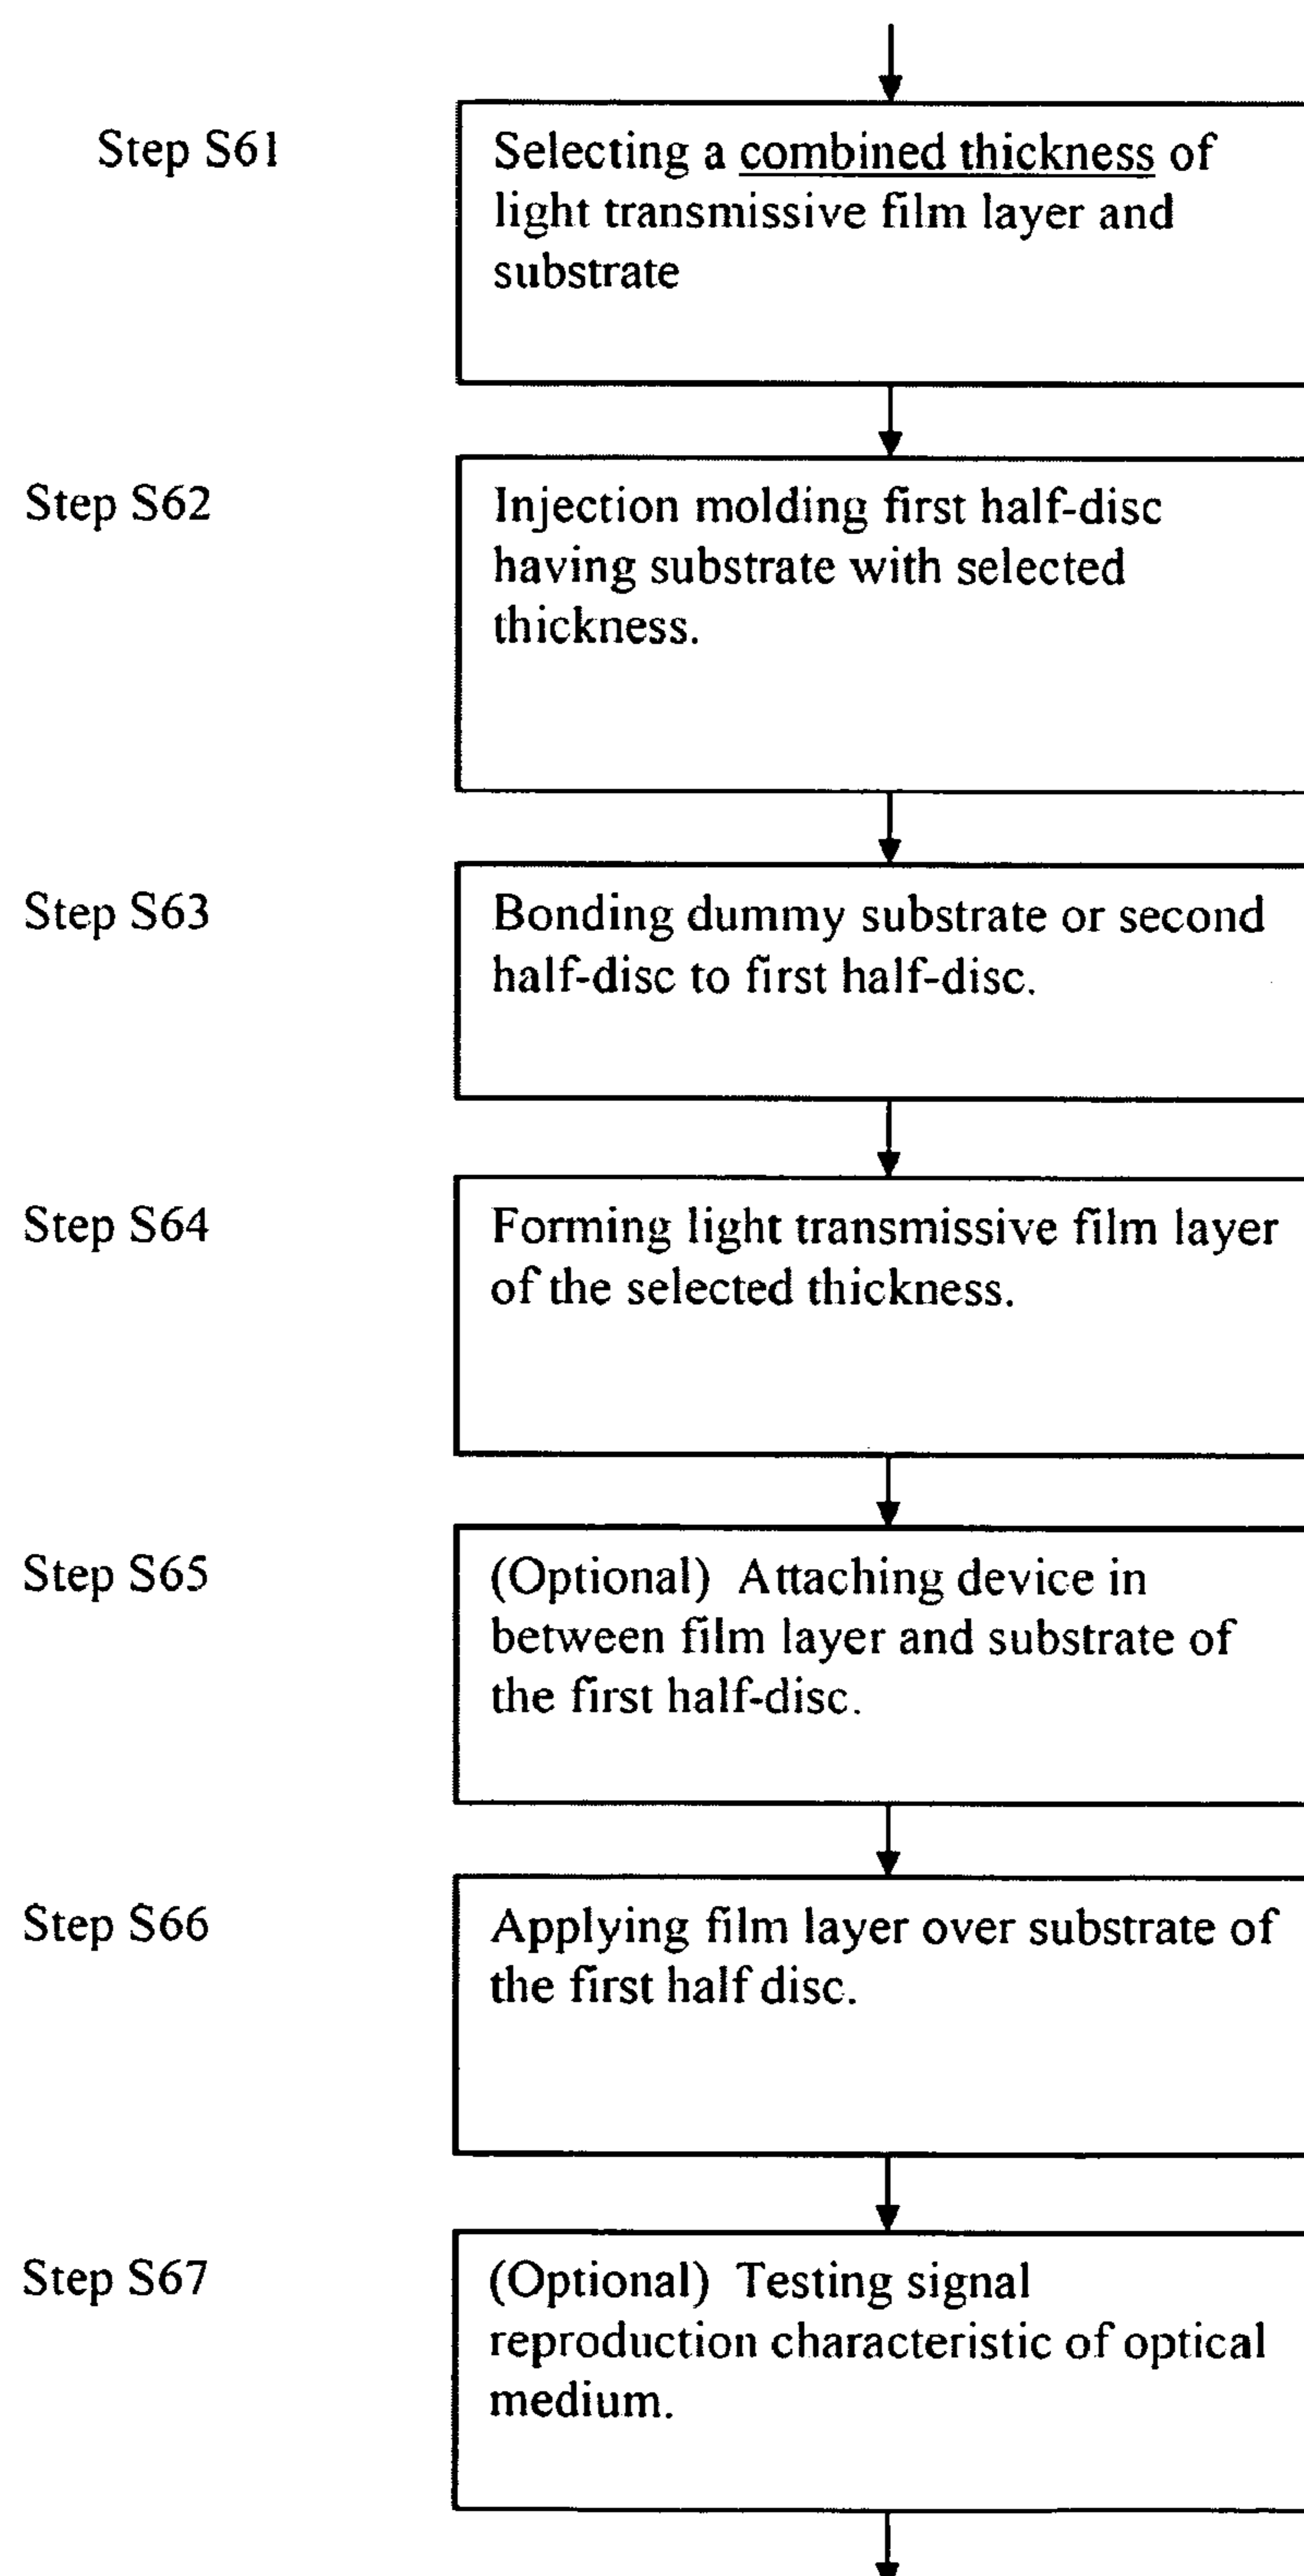 Step S61
Selecting a combined thickness of
light transmissive film layer and
substrate
Step S62
Injection molding first half-disc
having substrate with selected
thickness.
Step S63
Bonding dummy substrate or second
half-disc to first half-disc.
Step S64
Forming light transmissive film layer
of the selected thickness.
Step S65
(Optional) Attaching device in
between film layer and substrate of
the first half-disc.
Step S66
Applying film layer over substrate of
the first half disc.
Step S67
(Optional) Testing signal
reproduction characteristic of optical
medium.